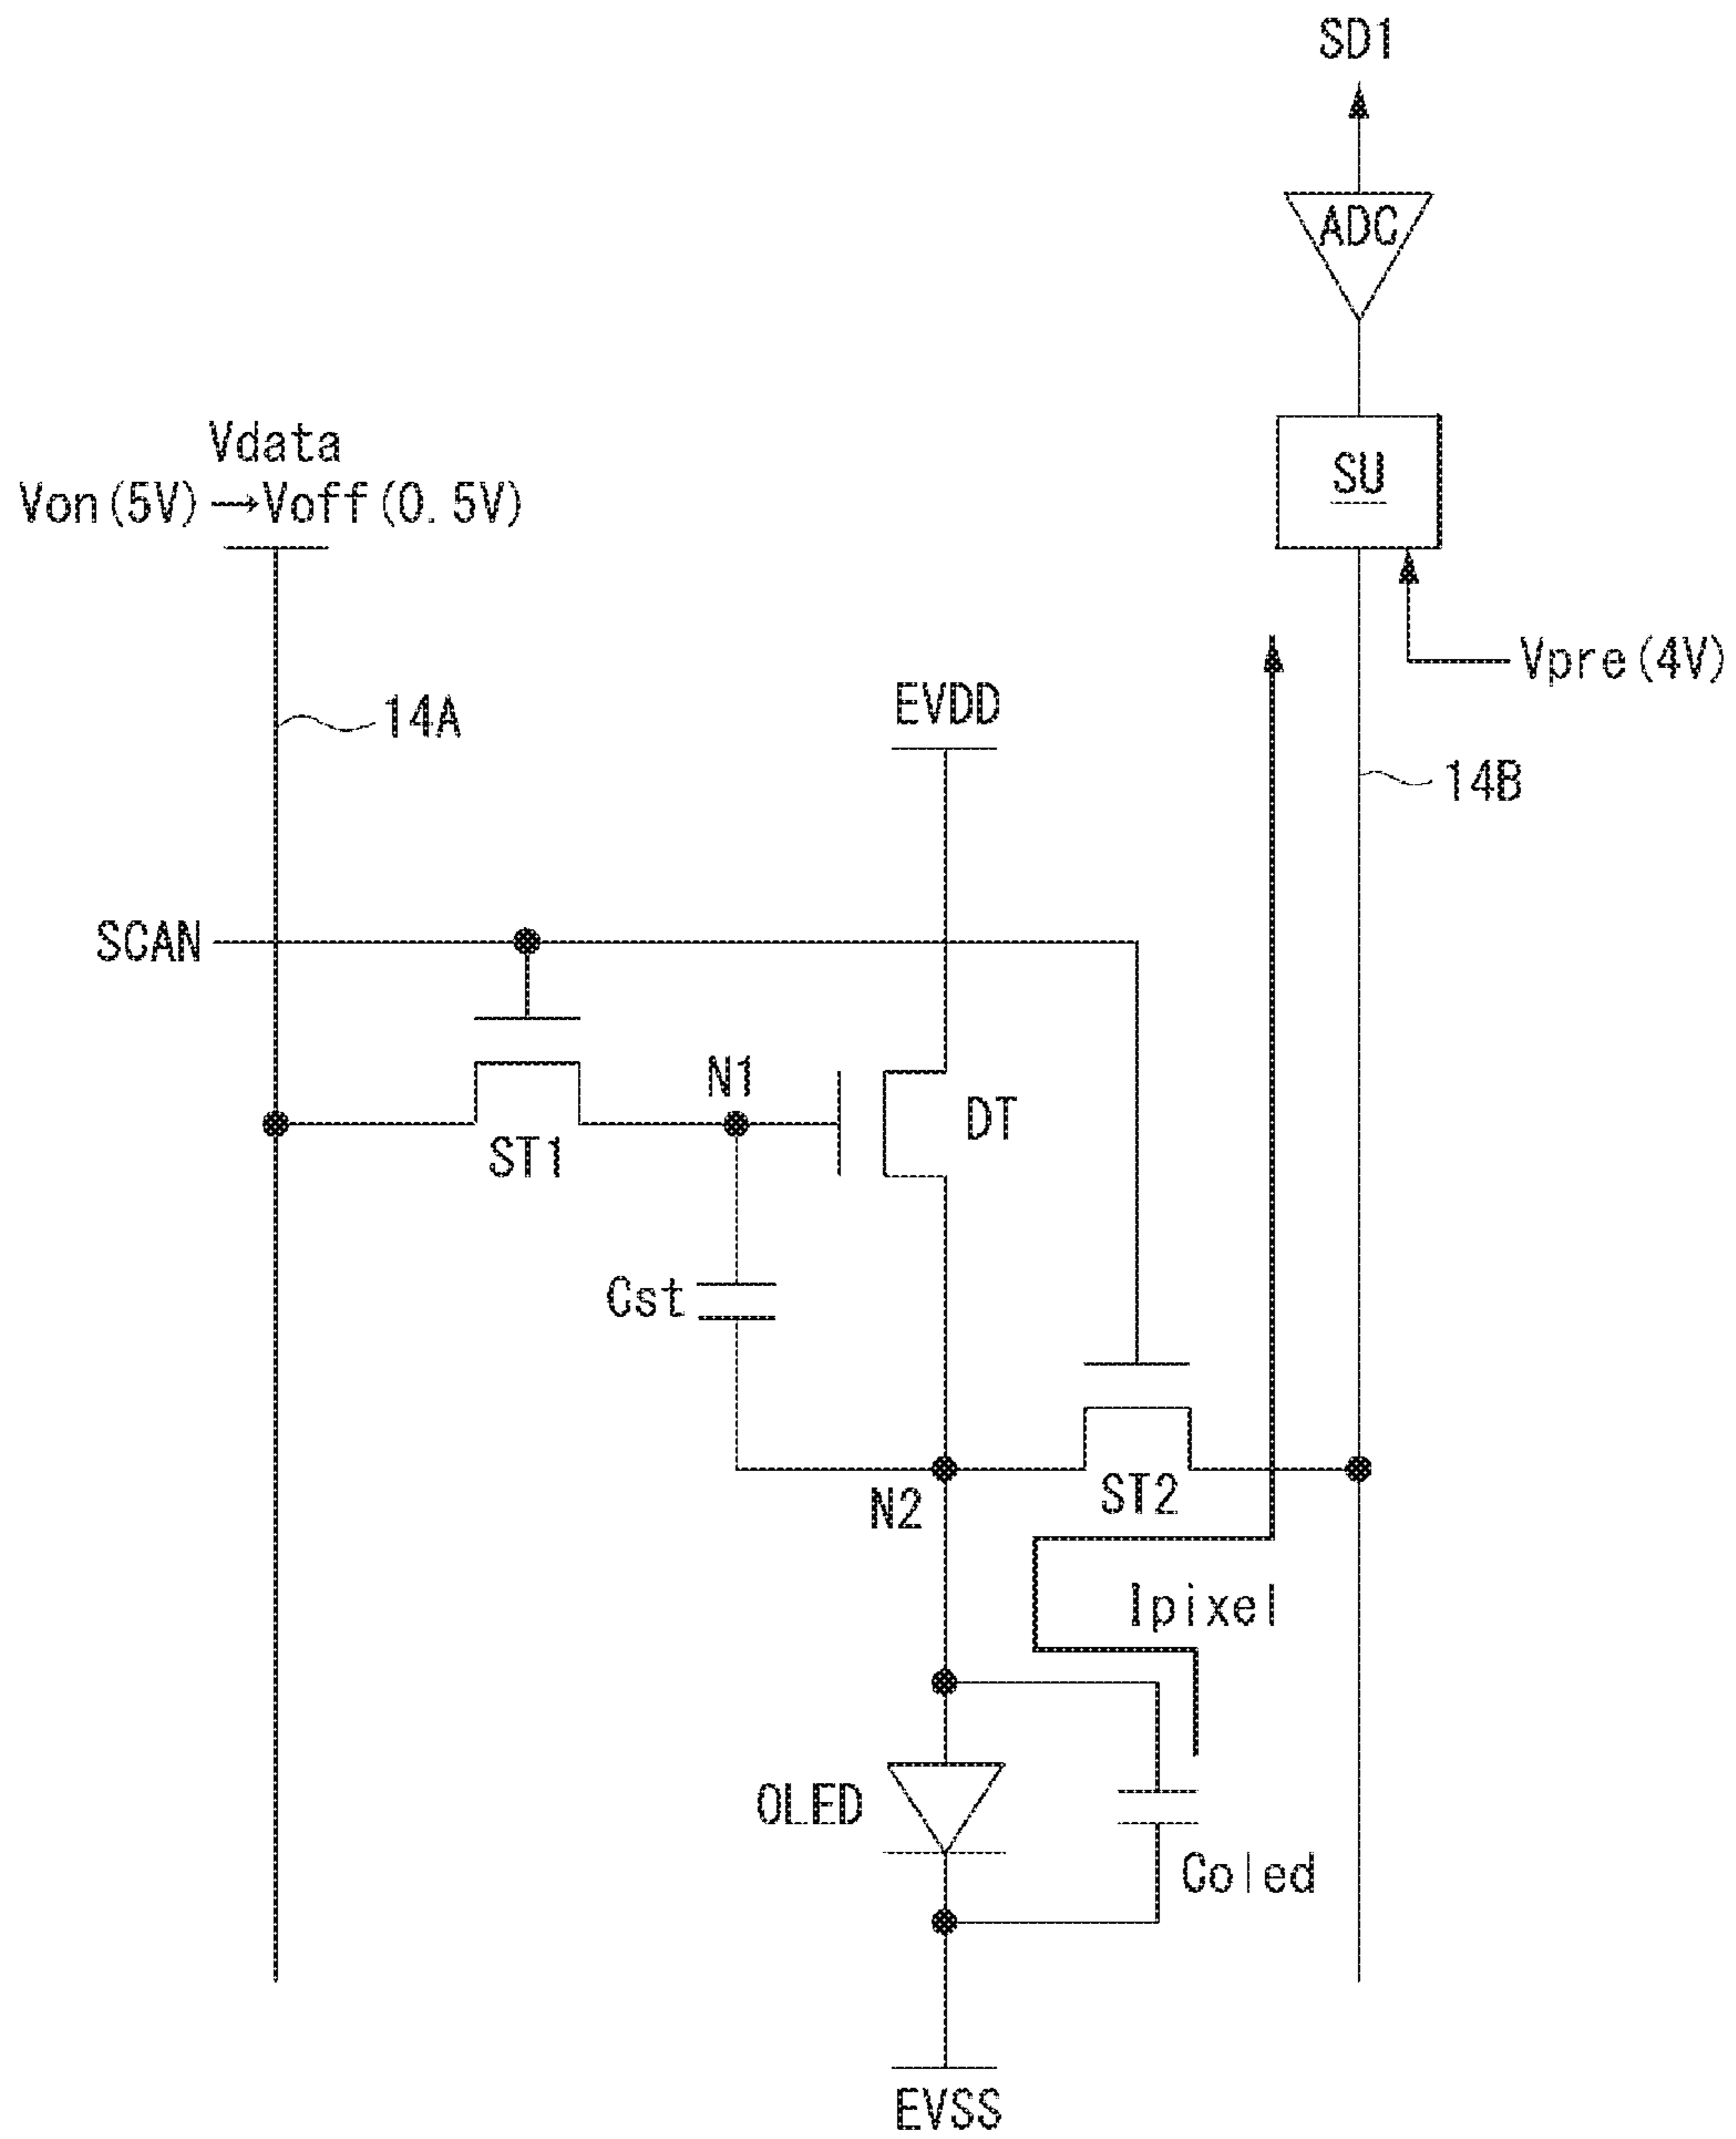 SD1
ADC
SU
Vdata
Von(5V)→Voff(0.5V)
Vpre(4V)
14A
EVDD
14B
SCAN
N1
DT
ST1
Cst
ST2
N2
Ipixel
OLED
Coled
EVSS